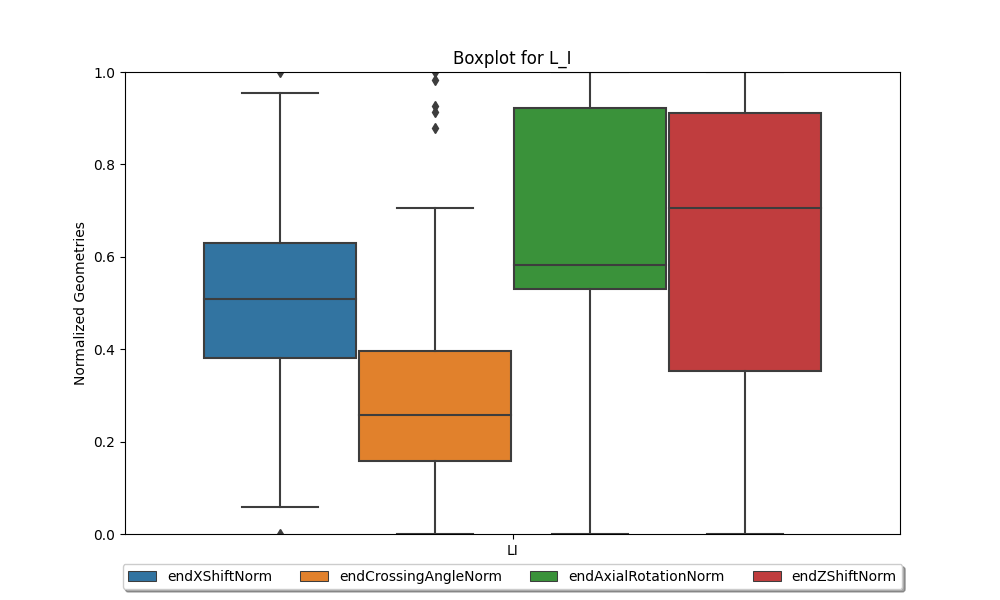 Boxplot for L_I
1.0
0.8
0.6
0.4
0.2
0.0
Normalized Geometries
LI
endXShiftNorm endCrossingAngleNorm endAxialRotationNorm endZShiftNorm